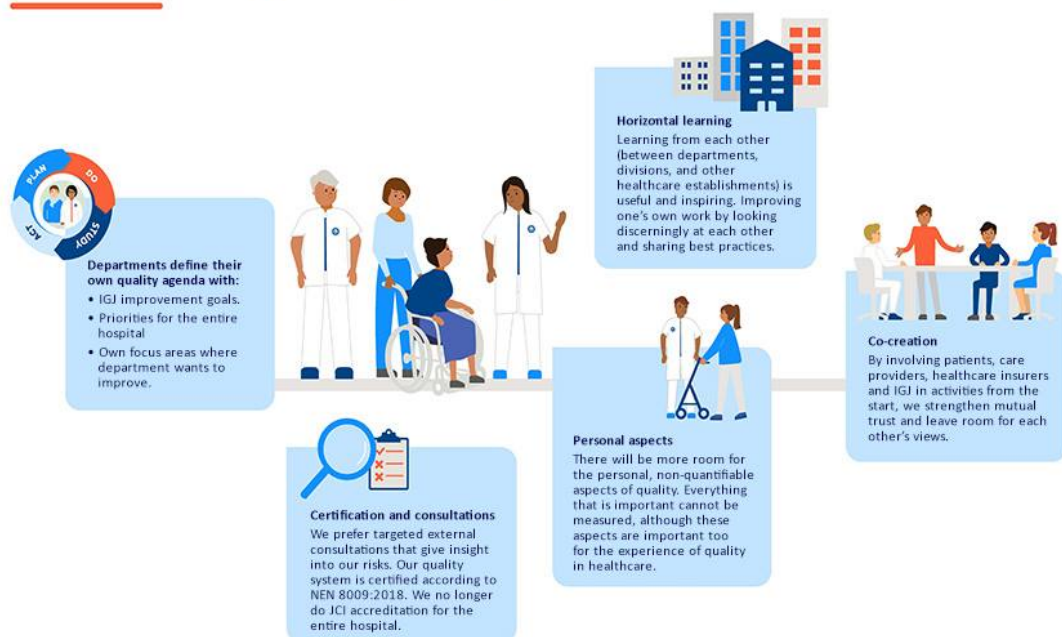 PLAN
DO
STUDY
ACT
Departments define their
own quality agenda with:
• IGJ improvement goals.
• Priorities for the entire
hospital
• Own focus areas where
department wants to
improve.
Certification and consultations
We prefer targeted external
consultations that give insight
into our risks. Our quality
system is certified according to
NEN 8009:2018. We no longer
do JCI accreditation for the
entire hospital.
Horizontal learning
Learning from each other
(between departments,
divisions, and other
healthcare establishments) is
useful and inspiring. Improving
one's own work by looking
discerningly at each other
and sharing best practices.
Personal aspects
There will be more room for
the personal, non-quantifiable
aspects of quality. Everything
that is important cannot be
measured, although these
aspects are important too
for the experience of quality
in healthcare.
Co-creation
By involving patients, care
providers, healthcare insurers
and IGJ in activities from the
start, we strengthen mutual
trust and leave room for each
other's views.